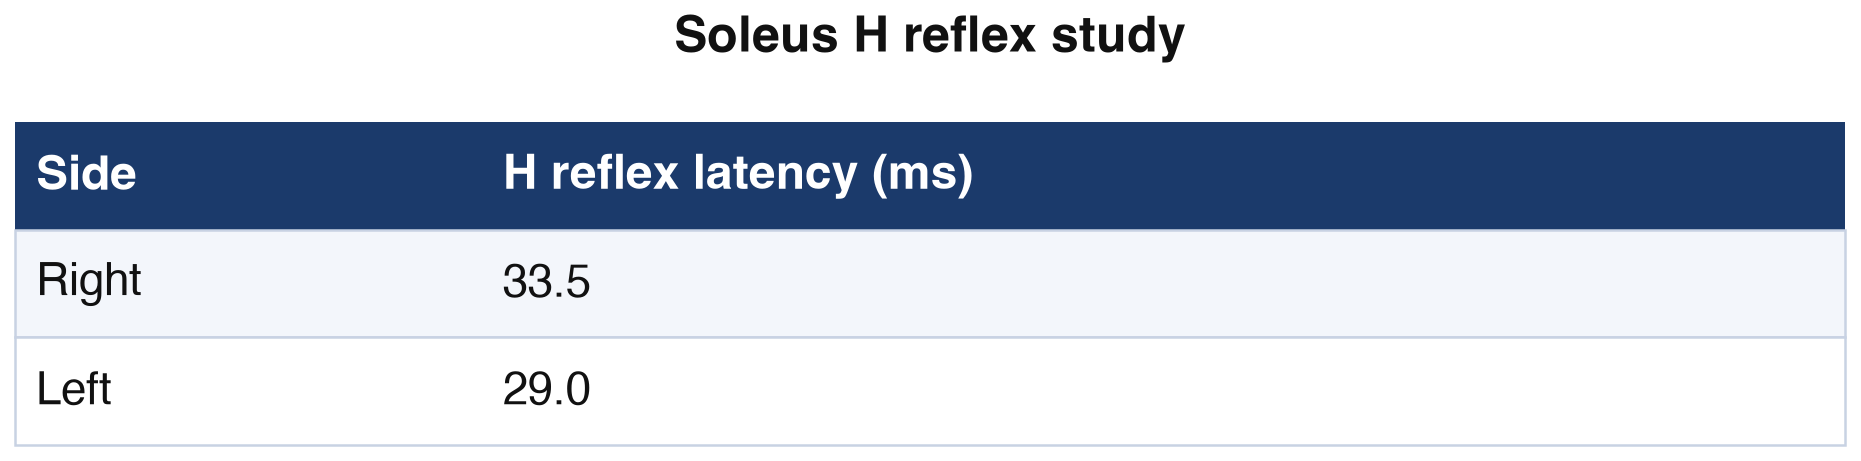 Soleus H reflex study
Side H reflex latency (ms)
Right 33.5
Left 29.0